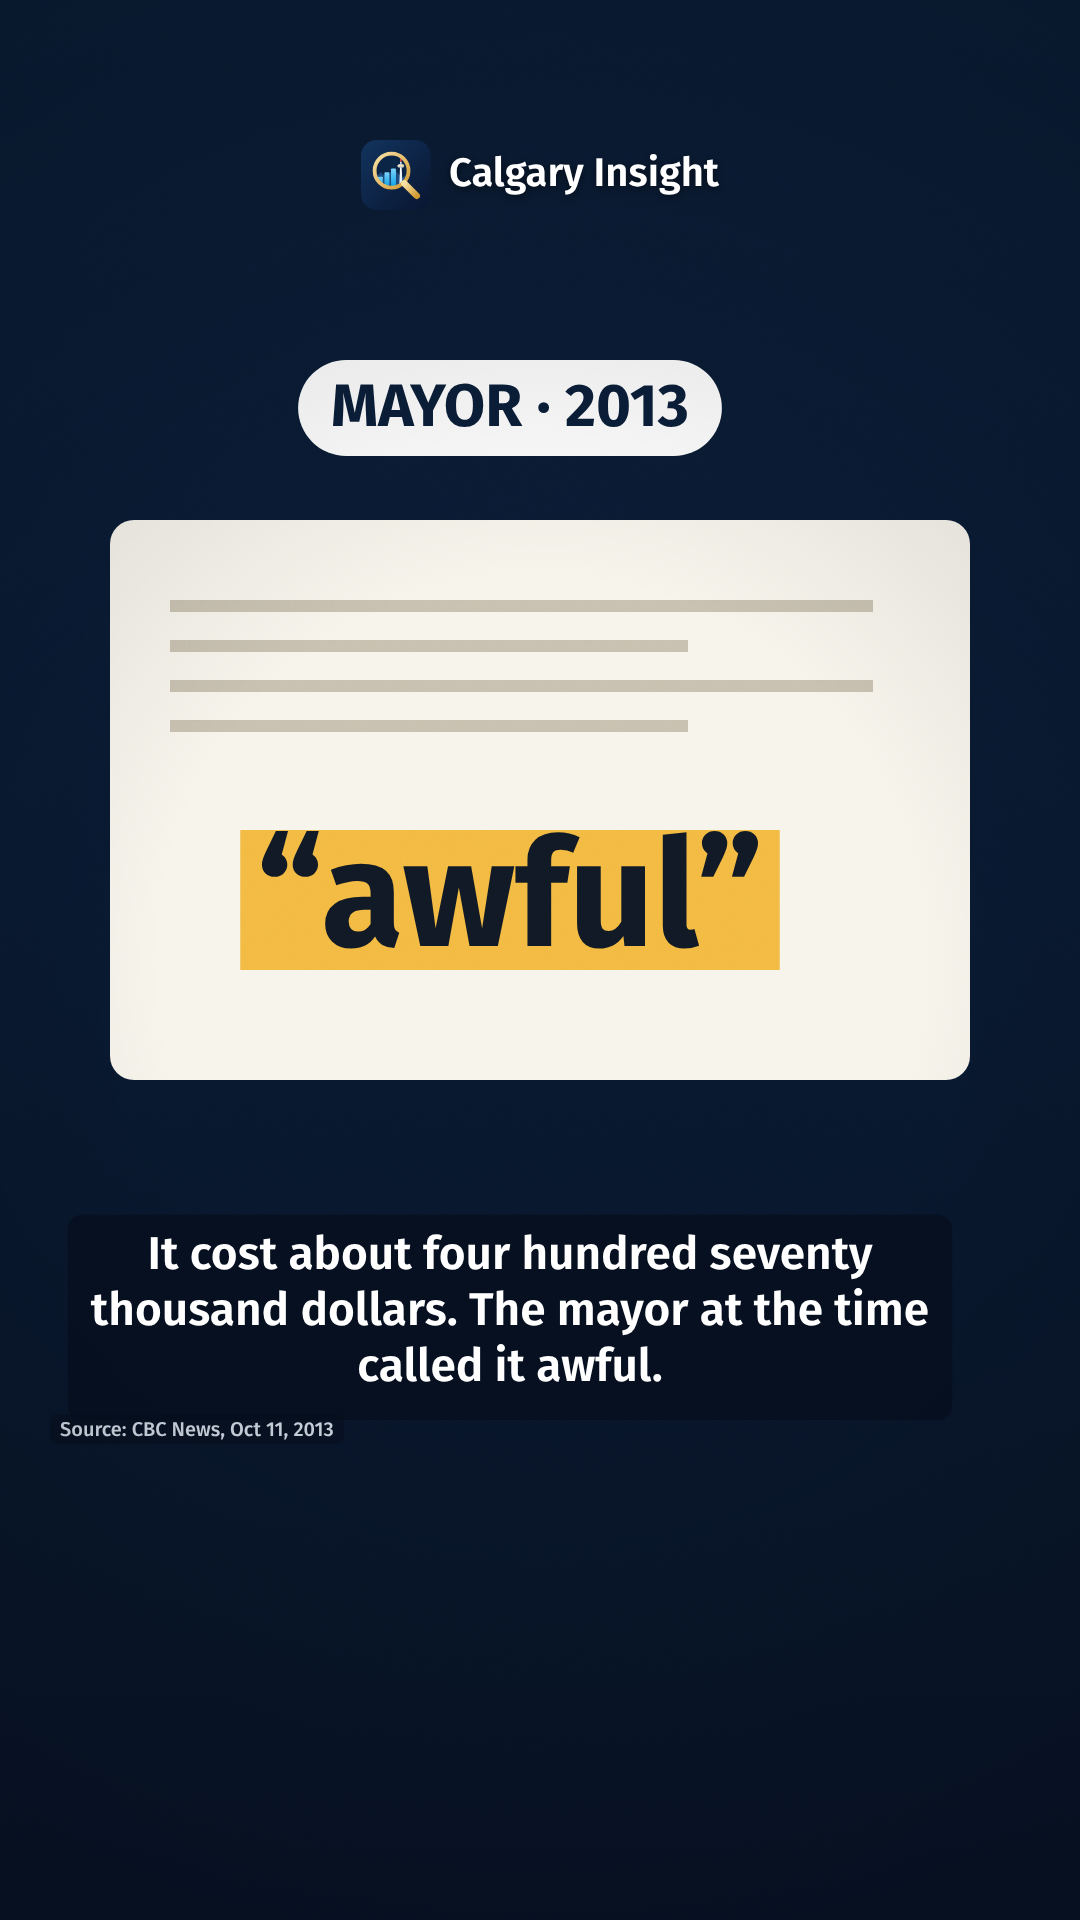 Calgary Insight
MAYOR · 2013
“awful”
It cost about four hundred seventy
thousand dollars. The mayor at the time
called it awful.
Source: CBC News, Oct 11, 2013